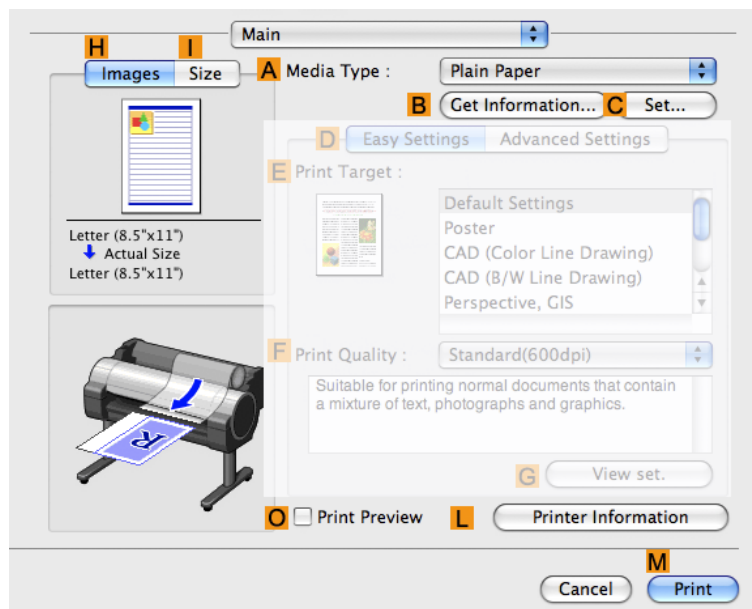 Main
H
I
Images
Size
A
Media Type :
Plain Paper
B
Get Information...
C
Set...
D
Easy Settings
Advanced Settings
E
Print Target :
Default Settings
Poster
CAD (Color Line Drawing)
CAD (B/W Line Drawing)
Perspective, GIS
Letter (8.5"x11")
Actual Size
Letter (8.5"x11")
F
Print Quality :
Standard(600dpi)
Suitable for printing normal documents that contain
a mixture of text, photographs and graphics.
R
G
View set.
O
Print Preview
L
Printer Information
M
Cancel
Print